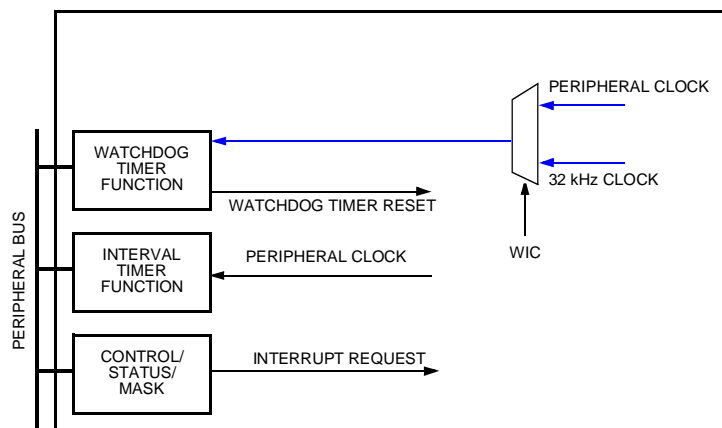 PERIPHERAL CLOCK
WATCHDOG
TIMER
FUNCTION
32 kHz CLOCK
WATCHDOG TIMER RESET
WIC
PERIPHERAL BUS
INTERVAL
TIMER
FUNCTION
PERIPHERAL CLOCK
CONTROL/
STATUS/
MASK
INTERRUPT REQUEST